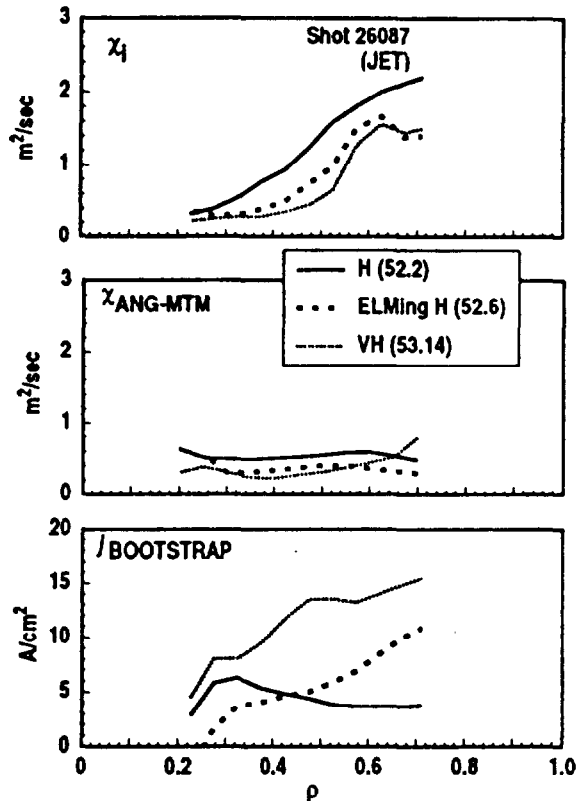 3
χi
Shot 26087
(JET)
2
m²/sec
1
0
3
χANG-MTM
H (52.2)
ELMing H (52.6)
VH (53.14)
2
m²/sec
1
0
20
J BOOTSTRAP
15
A/cm²
10
5
0
0 0.2 0.4 0.6 0.8 1.0
ρ